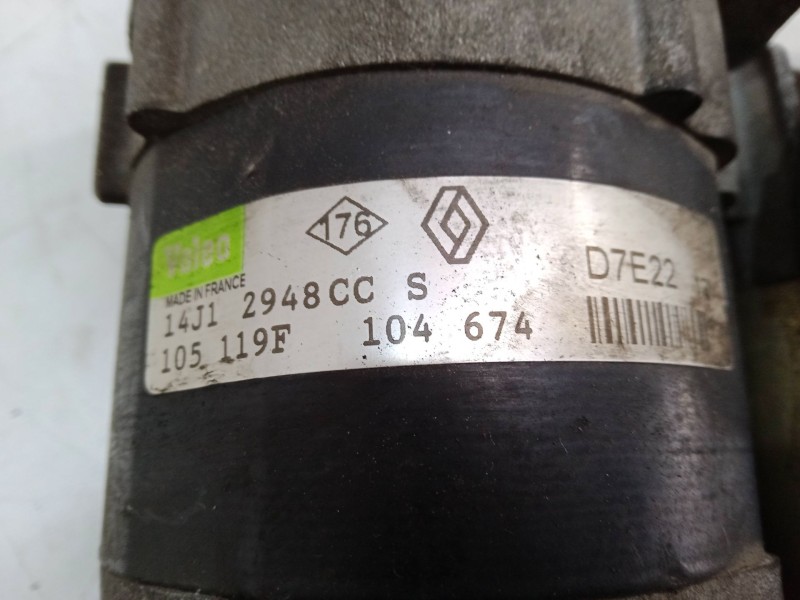 Valeo
176
D7E22
MADE IN FRANCE
14J1 2948CC S
105 119F 104 674